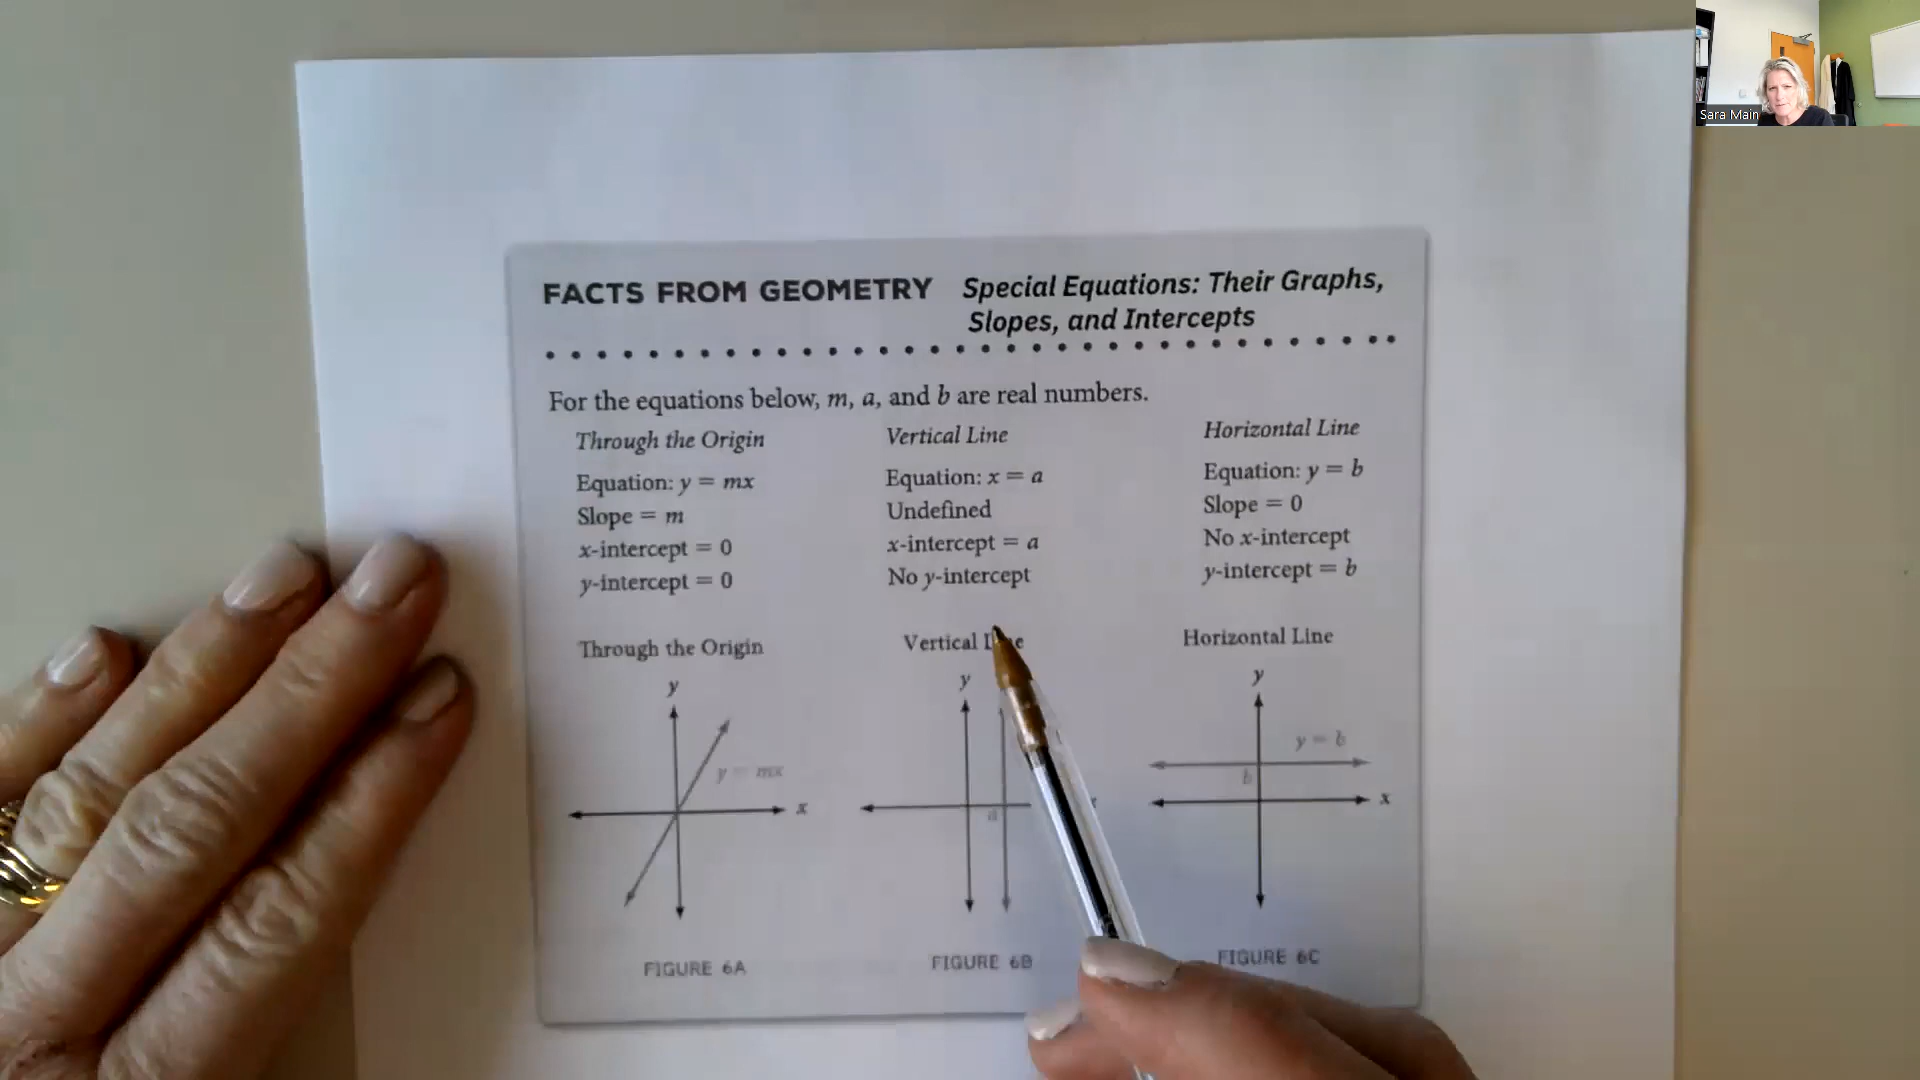 Sara Main
FACTS FROM GEOMETRY Special Equations: Their Graphs,
Slopes, and Intercepts
For the equations below, m, a, and b are real numbers.
Through the Origin
Equation: y = mx
Slope = m
x-intercept = 0
y-intercept = 0
Vertical Line
Equation: x = a
Undefined
x-intercept = a
No y-intercept
Horizontal Line
Equation: y = b
Slope = 0
No x-intercept
y-intercept = b
Through the Origin
y
y = mx
x
FIGURE 6A
Vertical
y
a
FIGURE 6B
Horizontal Line
y
y = b
b
x
FIGURE 6C